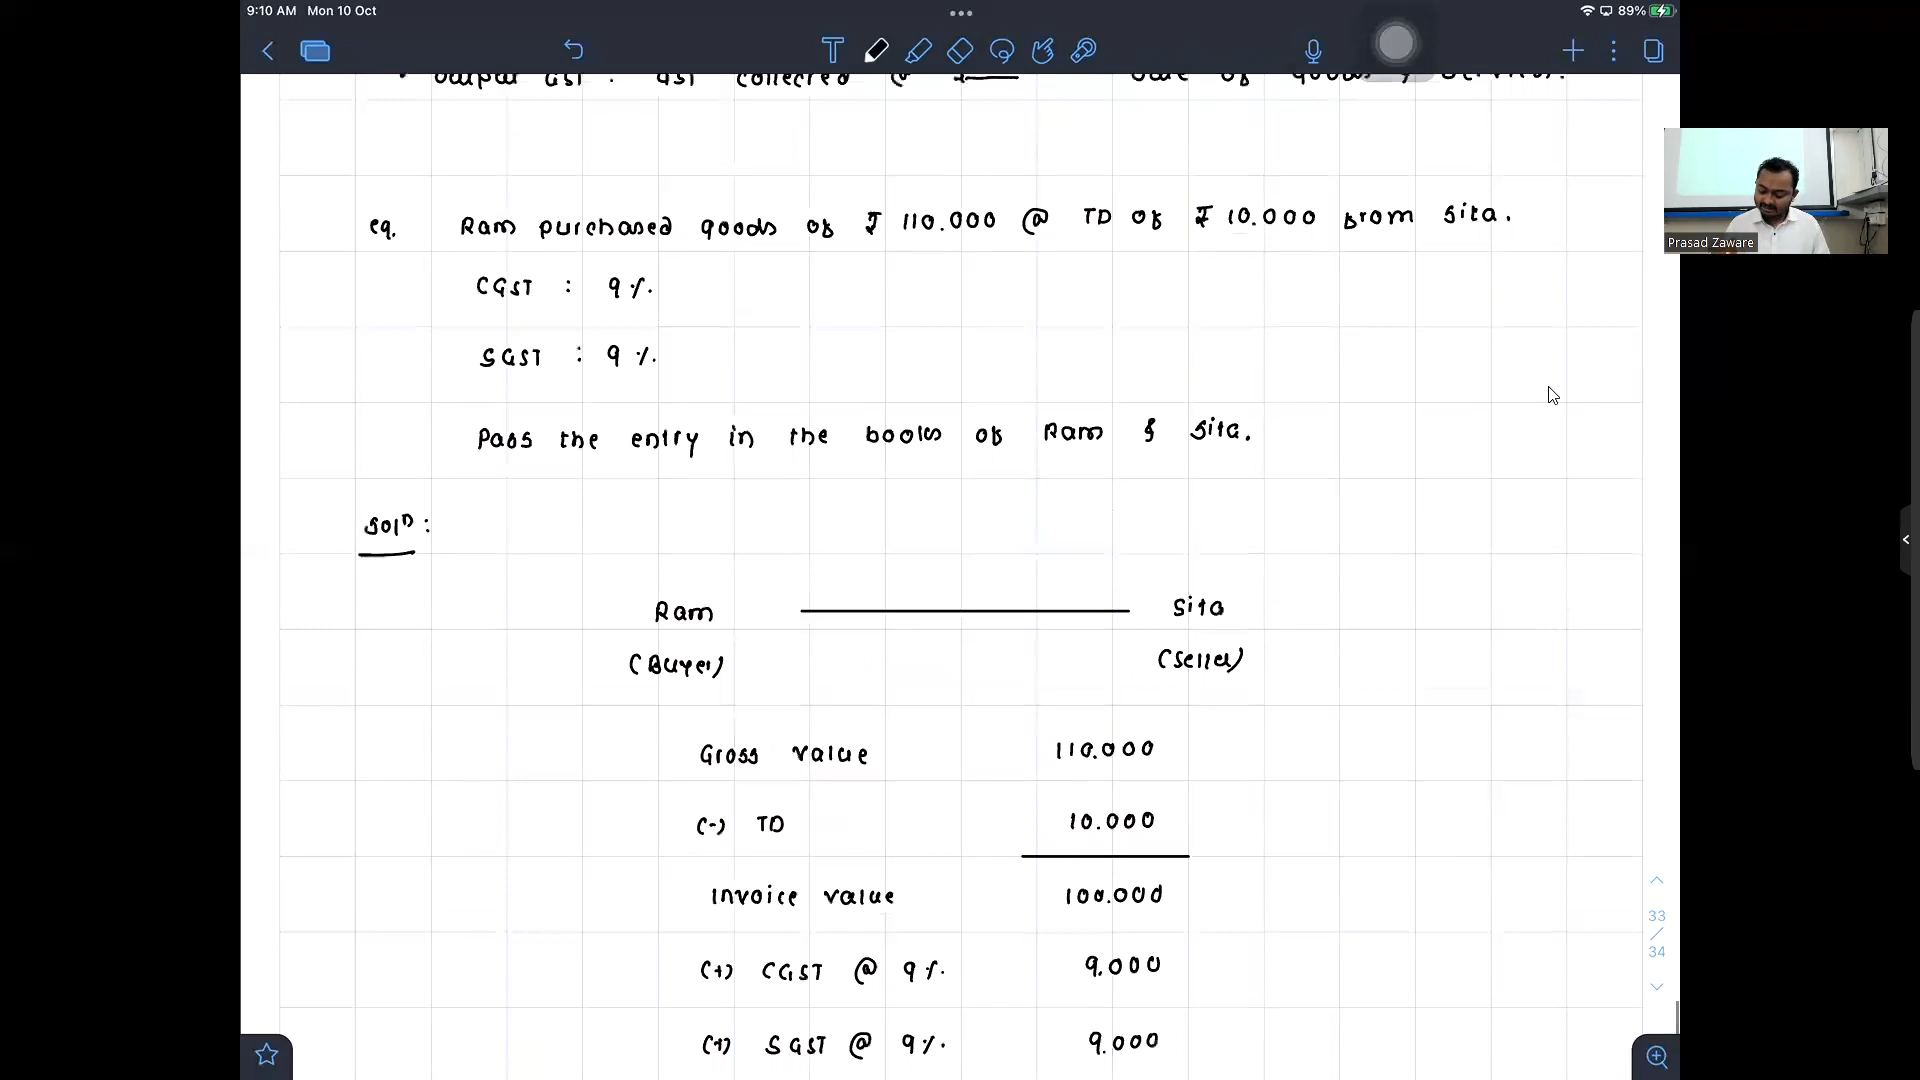 9:10 AM Mon 10 Oct
89%
GST collected @ of
eg. Ram purchased goods of ₹ 110.000 @ TD of ₹ 10.000 from Sita.
Prasad Zaware
CGST : 9 %.
SGST : 9 %.
Pass the entry in the books of Ram & Sita.
Solⁿ :
Ram Sita
(Buyer) (Seller)
Gross value 110.000
(-) TD 10.000
Invoice value 100.000
33
/
34
(+) CGST @ 9 %. 9.000
(+) SGST @ 9 %. 9.000